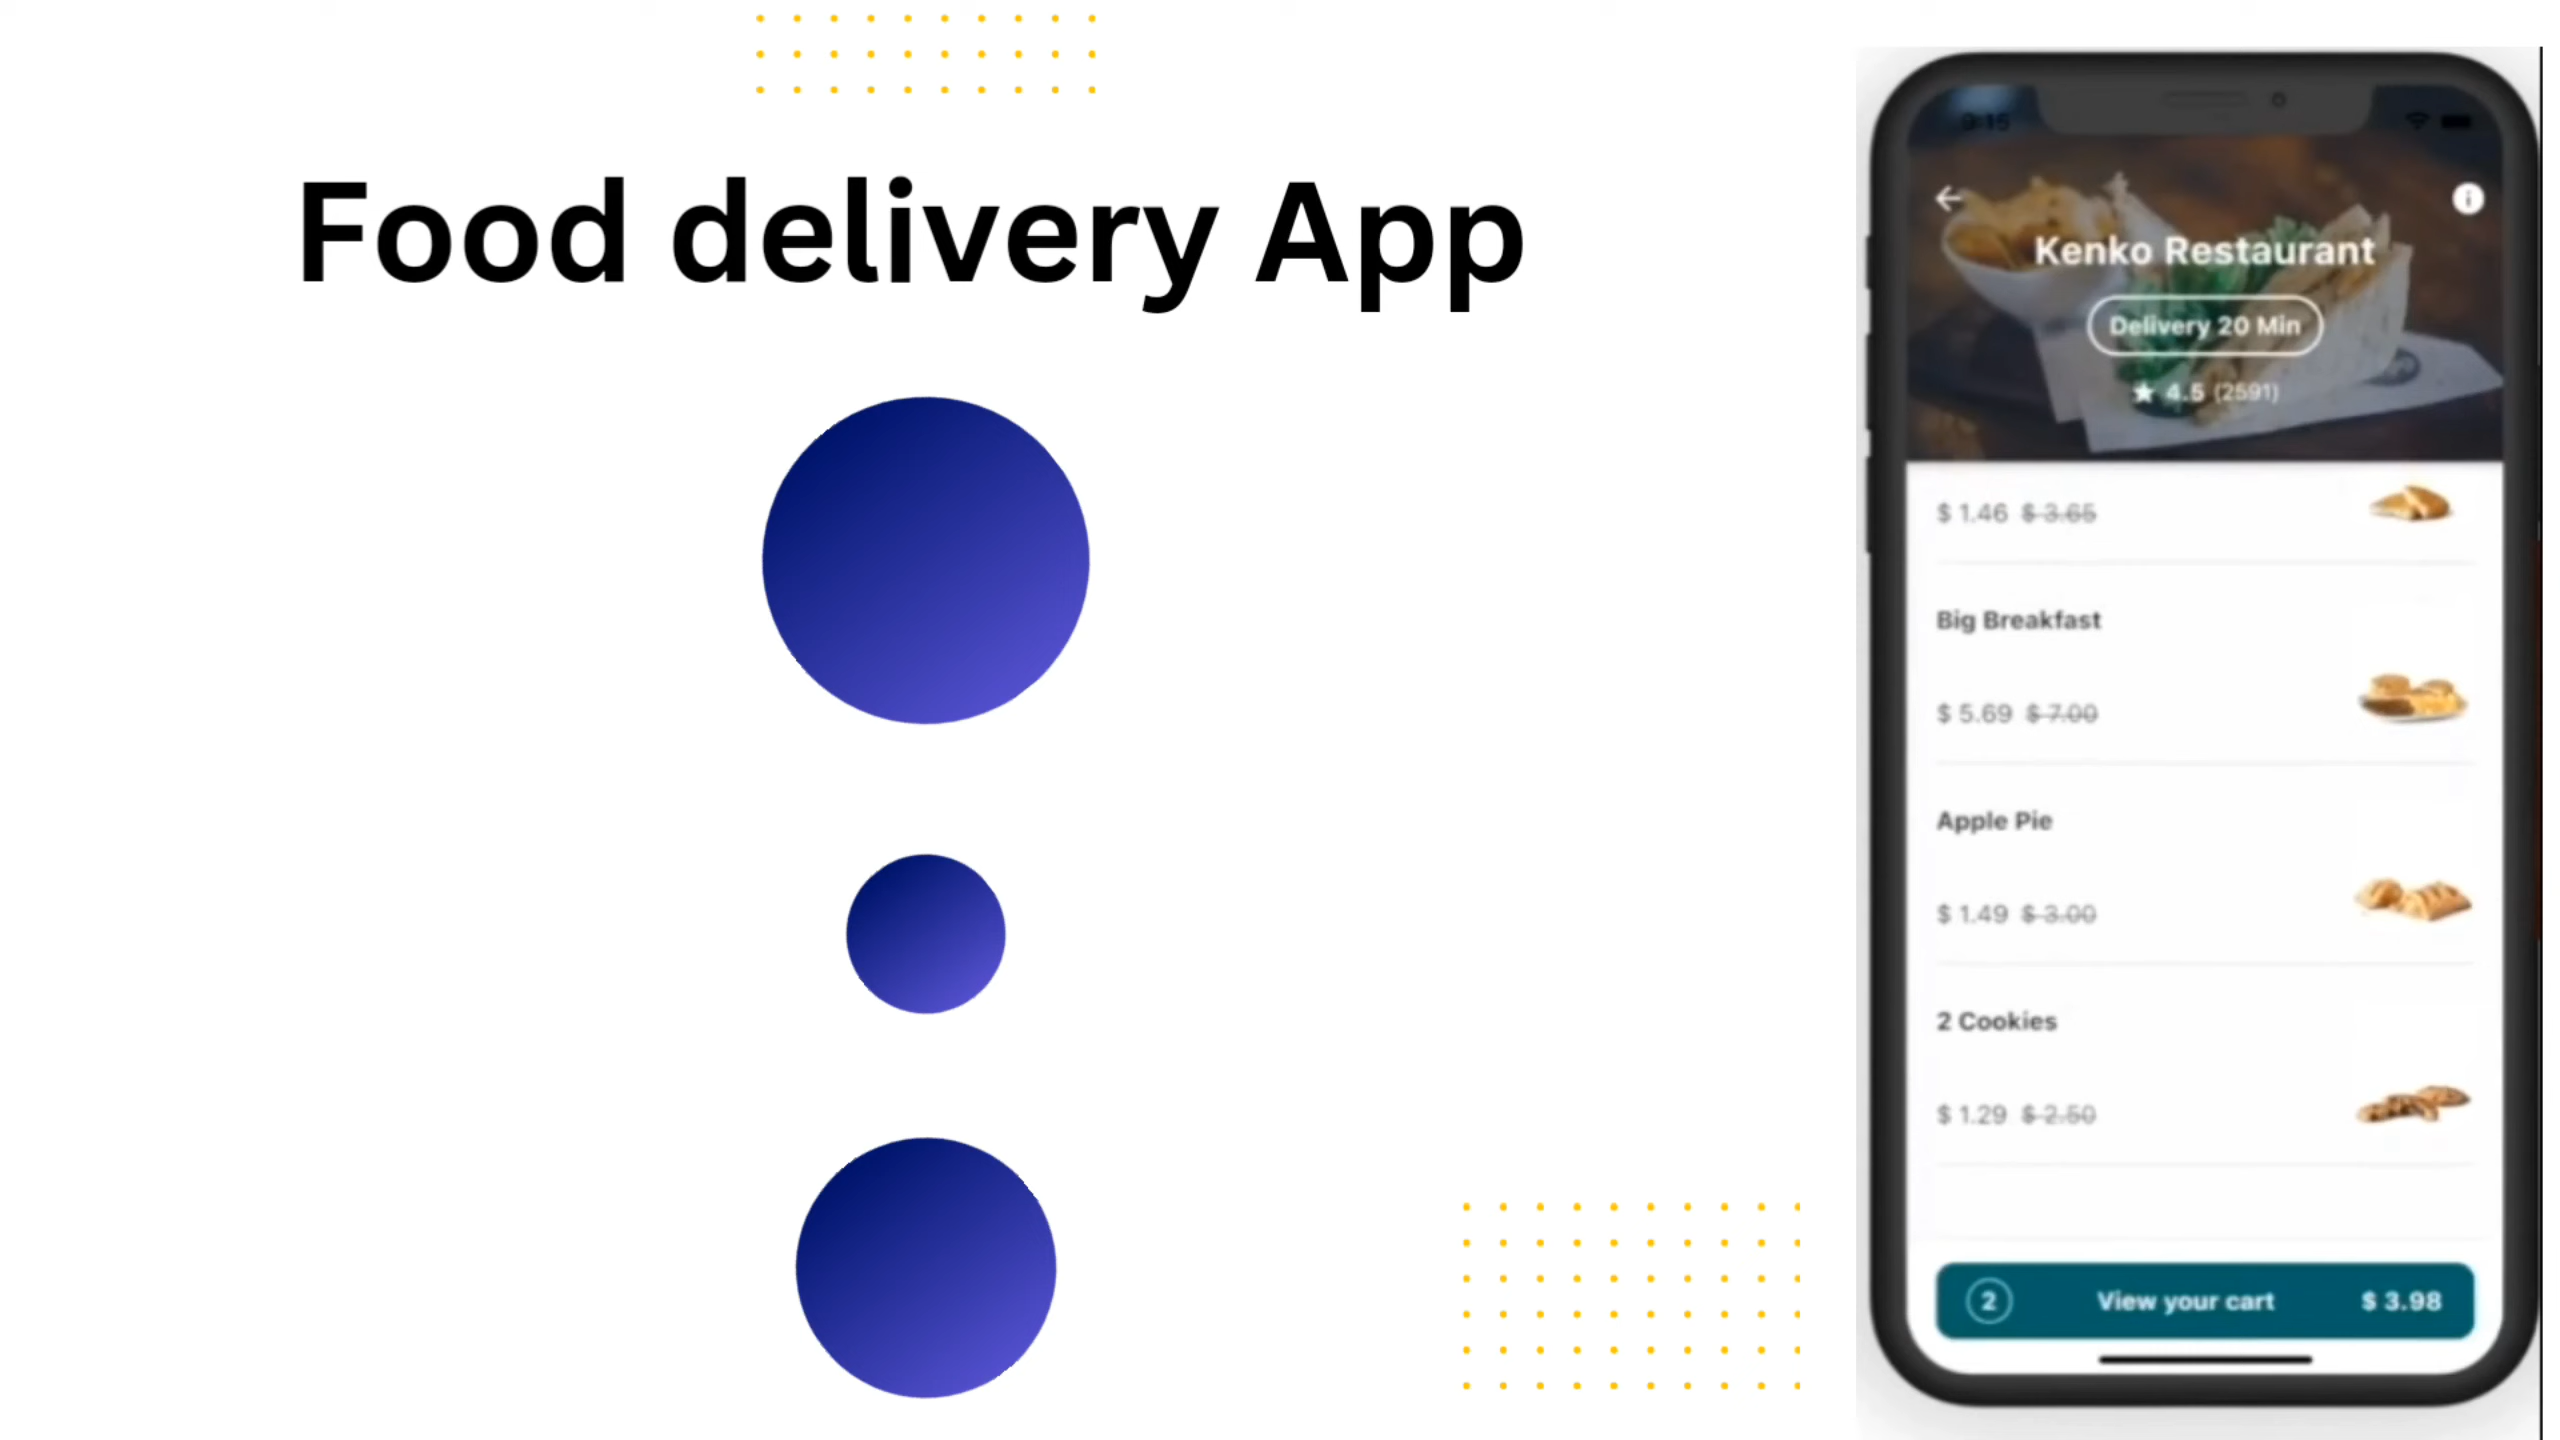 Food delivery App
9:15
Kenko Restaurant
Delivery 20 Min
★ 4.5 (2591)
$ 1.46 $ 3.65
Big Breakfast
$ 5.69 $ 7.00
Apple Pie
$ 1.49 $ 3.00
2 Cookies
$ 1.29 $ 2.50
2 View your cart $ 3.98